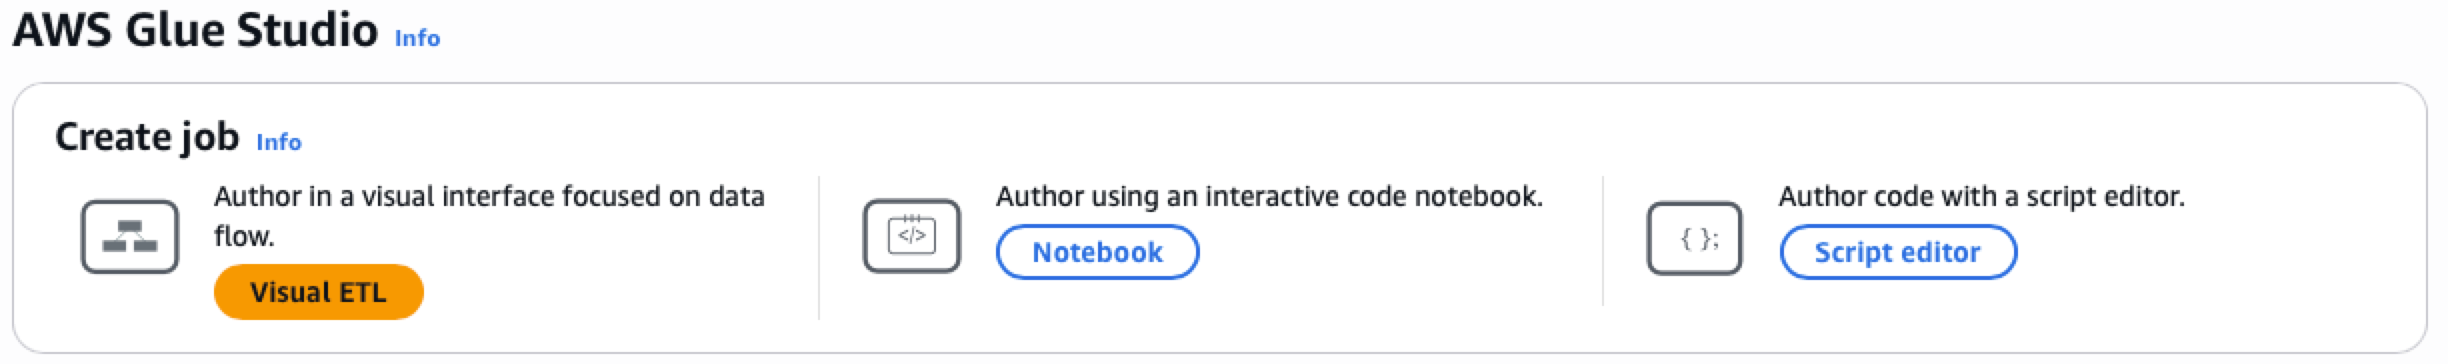 AWS Glue Studio Info
Create job Info
Author in a visual interface focused on data
flow.
Visual ETL
</>
Author using an interactive code notebook.
Notebook
{ };
Author code with a script editor.
Script editor